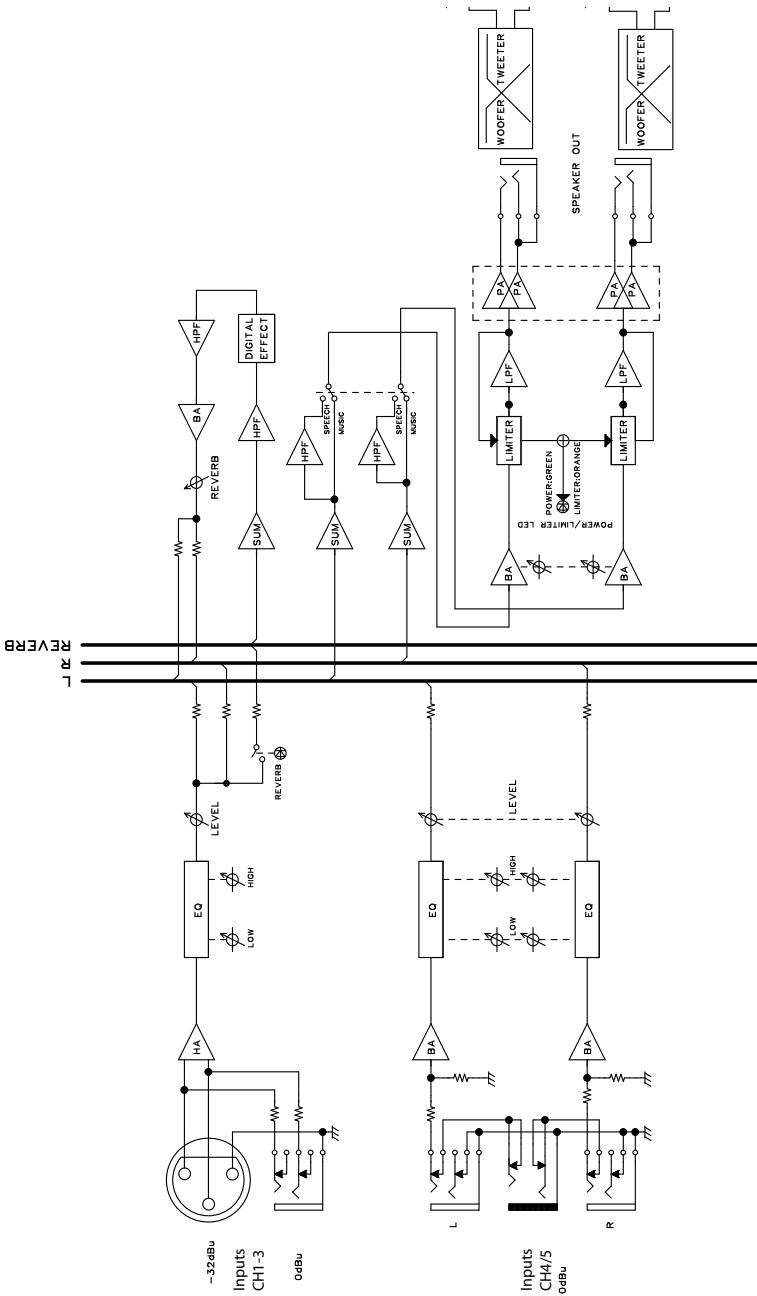 WOOFER
TWEETER
WOOFER
TWEETER
SPEAKER OUT
PA
PA
PA
PA
HPF
DIGITAL
EFFECT
BA
HPF
REVERB
SUM
HPF
SPEECH
MUSIC
SUM
HPF
SPEECH
MUSIC
SUM
LPF
LPF
LIMITER
LIMITER
POWER:GREEN
LIMITER:ORANGE
POWER/LIMITER LED
BA
BA
REVERB
R
L
REVERB
LEVEL
LEVEL
EQ
HIGH
LOW
EQ
HIGH
LOW
EQ
HA
BA
BA
L
R
-32dBu
Inputs
CH1-3
0dBu
Inputs
CH4/5
0dBu